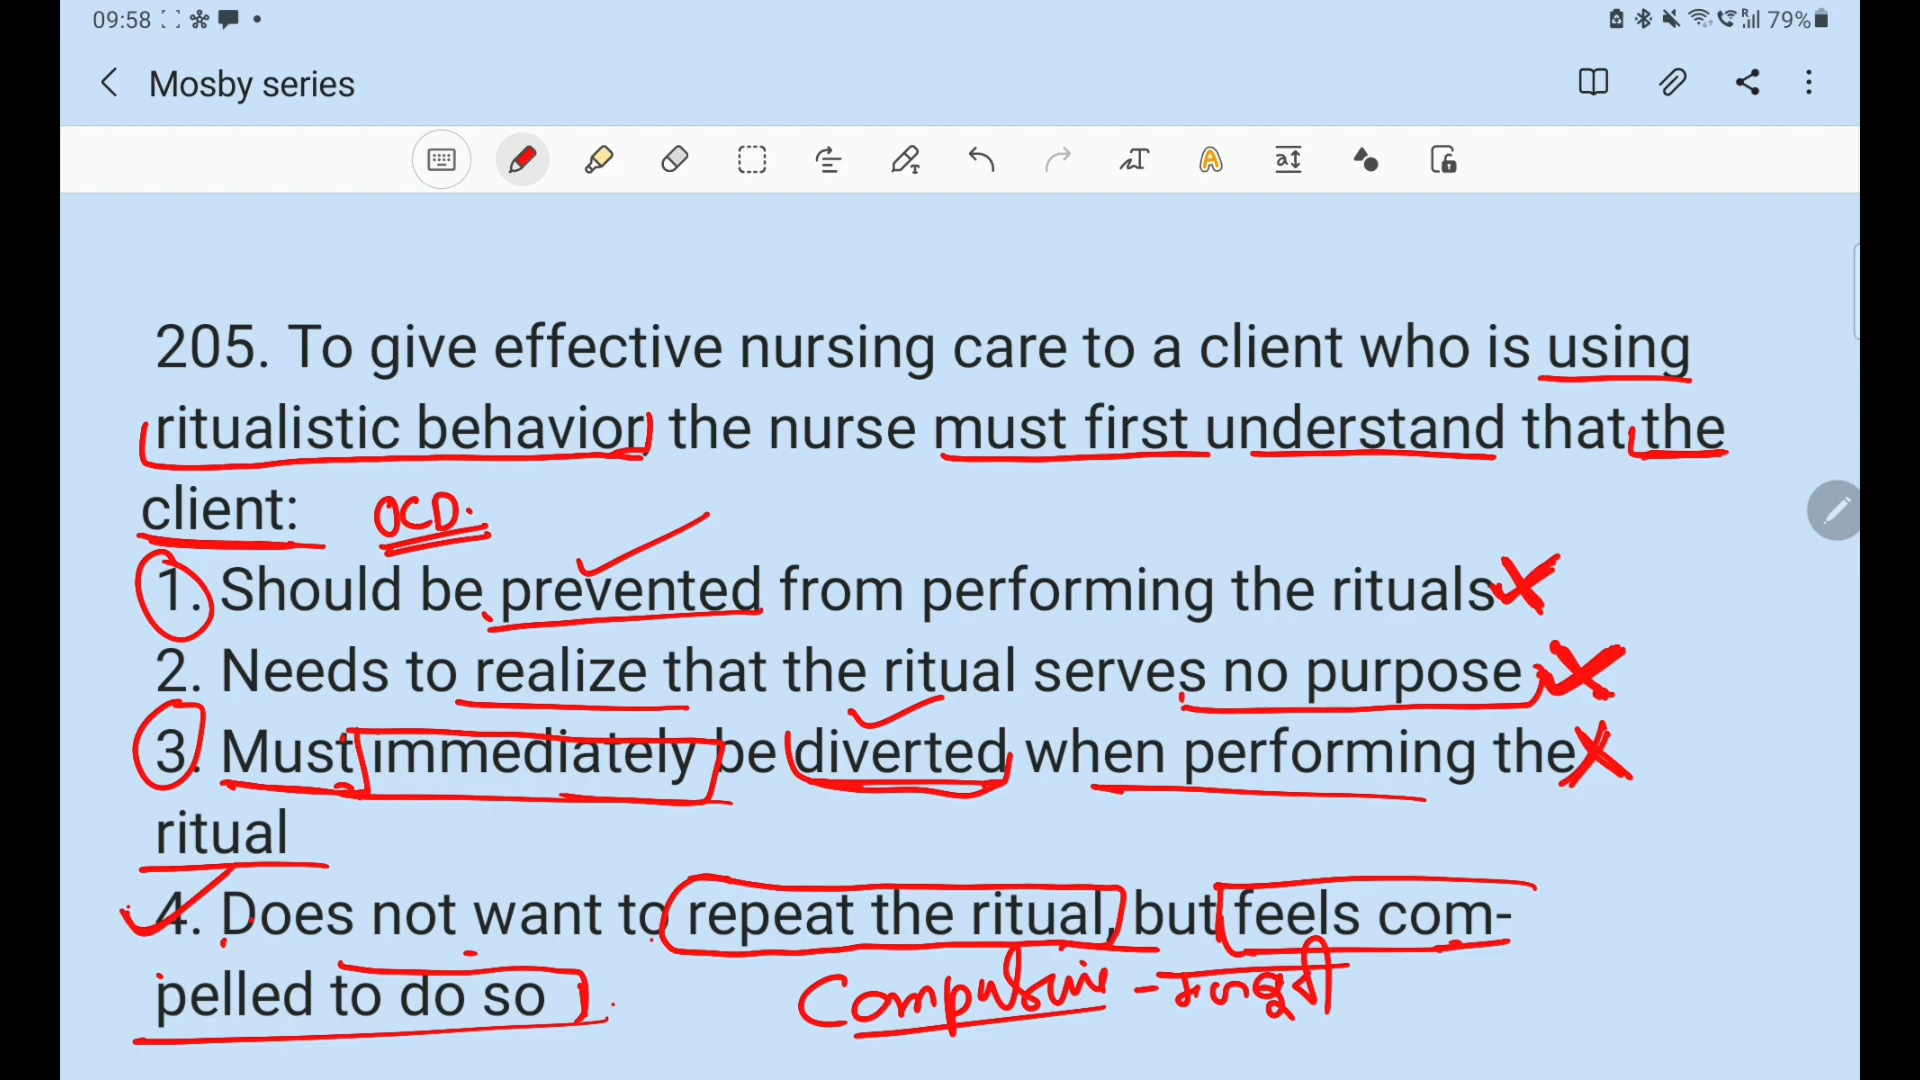 09:58
79%
Mosby series
205. To give effective nursing care to a client who is using
ritualistic behavior, the nurse must first understand that the
client: OCD.
1. Should be prevented from performing the rituals
2. Needs to realize that the ritual serves no purpose
3. Must immediately be diverted when performing the
ritual
4. Does not want to repeat the ritual, but feels com-
pelled to do so
Compulsive -